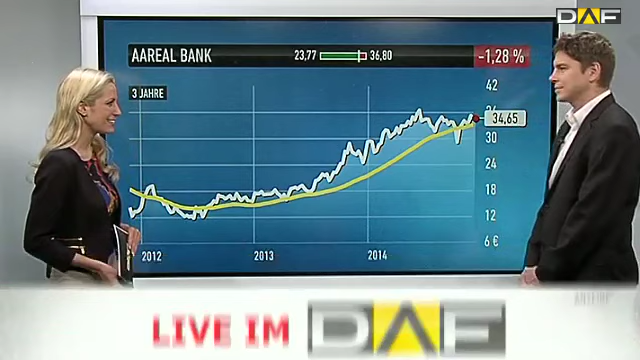 DAF
AAREAL BANK 23,77 36,80 -1,28 %
3 JAHRE
42
36
34,65
30
24
18
12
6 €
2012 2013 2014
LIVE IM DAF